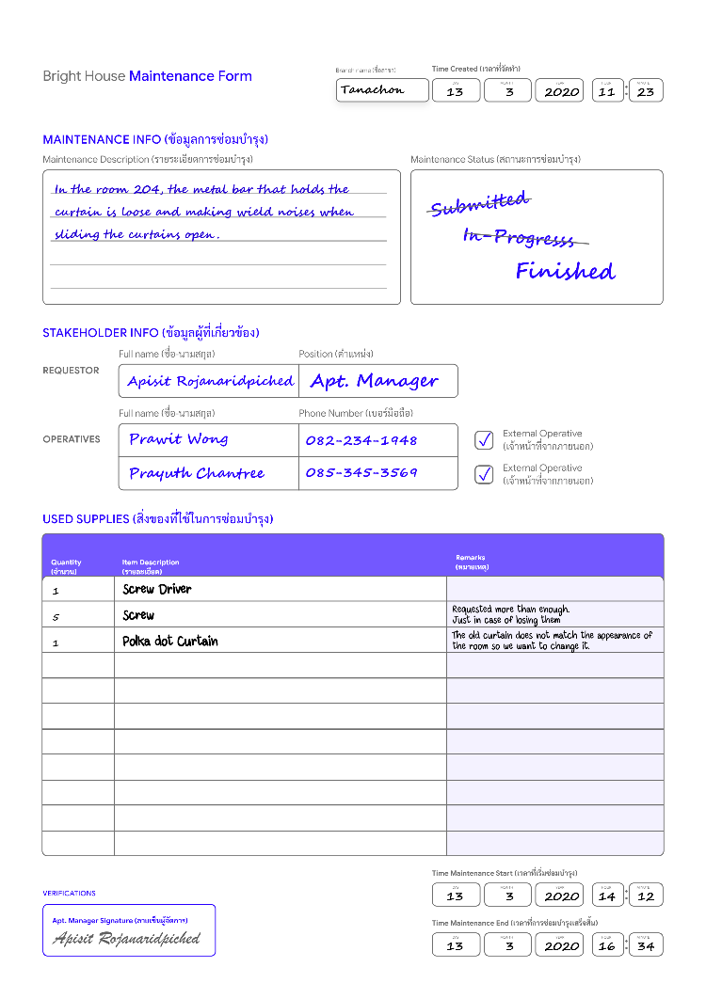 Bright House Maintenance Form
Branch name (ชื่อสาขา)
Tanachon
Time Created (เวลาที่จัดทำ)
DAY MONTH YEAR HOUR MINUTE
13 3 2020 11 : 23
MAINTENANCE INFO (ข้อมูลการซ่อมบำรุง)
Maintenance Description (รายระเอียดการซ่อมบำรุง)
In the room 204, the metal bar that holds the
curtain is loose and making wield noises when
sliding the curtains open.
Maintenance Status (สถานะการซ่อมบำรุง)
Submitted
In-Progresss
Finished
STAKEHOLDER INFO (ข้อมูลผู้ที่เกี่ยวข้อง)
Full name (ชื่อ-นามสกุล) Position (ตำแหน่ง)
REQUESTOR
Apisit Rojanaridpiched Apt. Manager
Full name (ชื่อ-นามสกุล) Phone Number (เบอร์มือถือ)
OPERATIVES
Prawit Wong 082-234-1948
External Operative
(เจ้าหน้าที่จากภายนอก)
Prayuth Chantree 085-345-3569
External Operative
(เจ้าหน้าที่จากภายนอก)
USED SUPPLIES (สิ่งของที่ใช้ในการซ่อมบำรุง)
Quantity Item Description Remarks
(จำนวน) (รายละเอียด) (หมายเหตุ)
1 Screw Driver
5 Screw
Requested more than enough.
Just in case of losing them
1 Polka dot Curtain
The old curtain does not match the appearance of
the room so we want to change it.
VERIFICATIONS
Apt. Manager Signature (ลายเซ็นผู้จัดการ)
Apisit Rojanaridpiched
Time Maintenance Start (เวลาที่เริ่มซ่อมบำรุง)
DAY MONTH YEAR HOUR MINUTE
13 3 2020 14 : 12
Time Maintenance End (เวลาที่การซ่อมบำรุงเสร็จสิ้น)
DAY MONTH YEAR HOUR MINUTE
13 3 2020 16 : 34